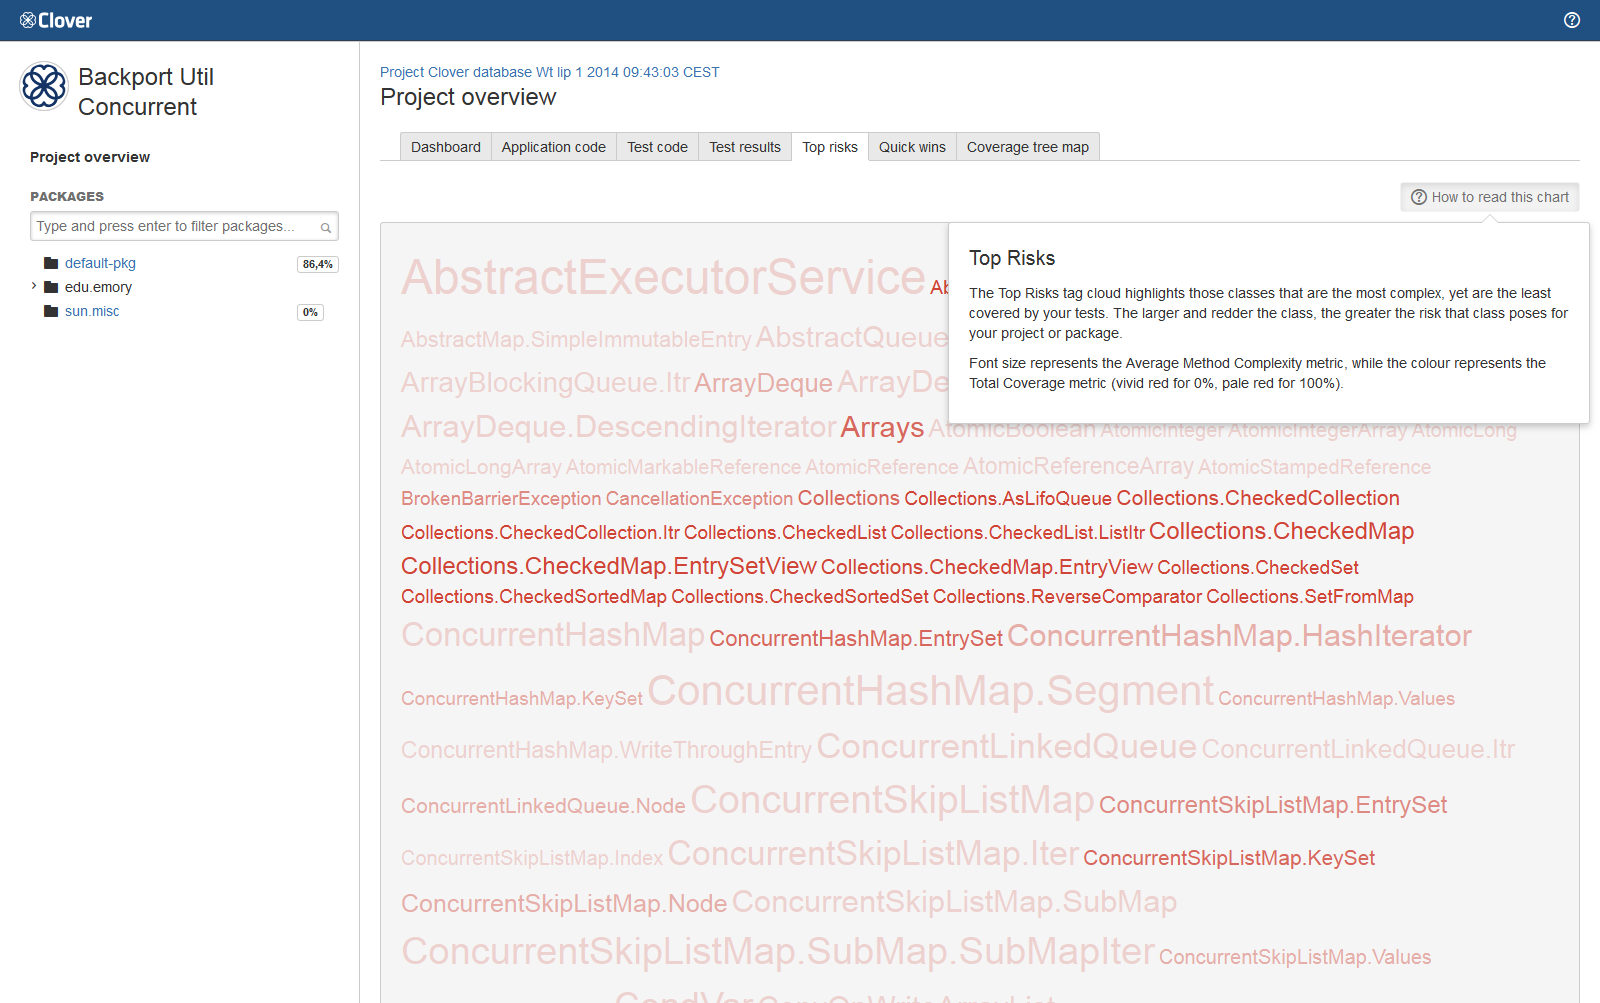 Clover
Backport Util
Concurrent
Project overview
PACKAGES
Type and press enter to filter packages...
default-pkg 86,4%
edu.emory
sun.misc 0%
Project Clover database Wt lip 1 2014 09:43:03 CEST
Project overview
Dashboard Application code Test code Test results Top risks Quick wins Coverage tree map
How to read this chart
Top Risks
The Top Risks tag cloud highlights those classes that are the most complex, yet are the least
covered by your tests. The larger and redder the class, the greater the risk that class poses for
your project or package.
Font size represents the Average Method Complexity metric, while the colour represents the
Total Coverage metric (vivid red for 0%, pale red for 100%).
AbstractExecutorService
AbstractMap.SimpleImmutableEntry AbstractQueue
ArrayBlockingQueue.Itr ArrayDeque
ArrayDeque.DescendingIterator Arrays AtomicBoolean AtomicInteger AtomicIntegerArray AtomicLong
AtomicLongArray AtomicMarkableReference AtomicReference AtomicReferenceArray AtomicStampedReference
BrokenBarrierException CancellationException Collections Collections.AsLifoQueue Collections.CheckedCollection
Collections.CheckedCollection.Itr Collections.CheckedList Collections.CheckedList.ListItr Collections.CheckedMap
Collections.CheckedMap.EntrySetView Collections.CheckedMap.EntryView Collections.CheckedSet
Collections.CheckedSortedMap Collections.CheckedSortedSet Collections.ReverseComparator Collections.SetFromMap
ConcurrentHashMap ConcurrentHashMap.EntrySet ConcurrentHashMap.HashIterator
ConcurrentHashMap.KeySet ConcurrentHashMap.Segment ConcurrentHashMap.Values
ConcurrentHashMap.WriteThroughEntry ConcurrentLinkedQueue ConcurrentLinkedQueue.Itr
ConcurrentLinkedQueue.Node ConcurrentSkipListMap ConcurrentSkipListMap.EntrySet
ConcurrentSkipListMap.Index ConcurrentSkipListMap.Iter ConcurrentSkipListMap.KeySet
ConcurrentSkipListMap.Node ConcurrentSkipListMap.SubMap
ConcurrentSkipListMap.SubMap.SubMapIter ConcurrentSkipListMap.Values
CondVar CopyOnWriteArrayList